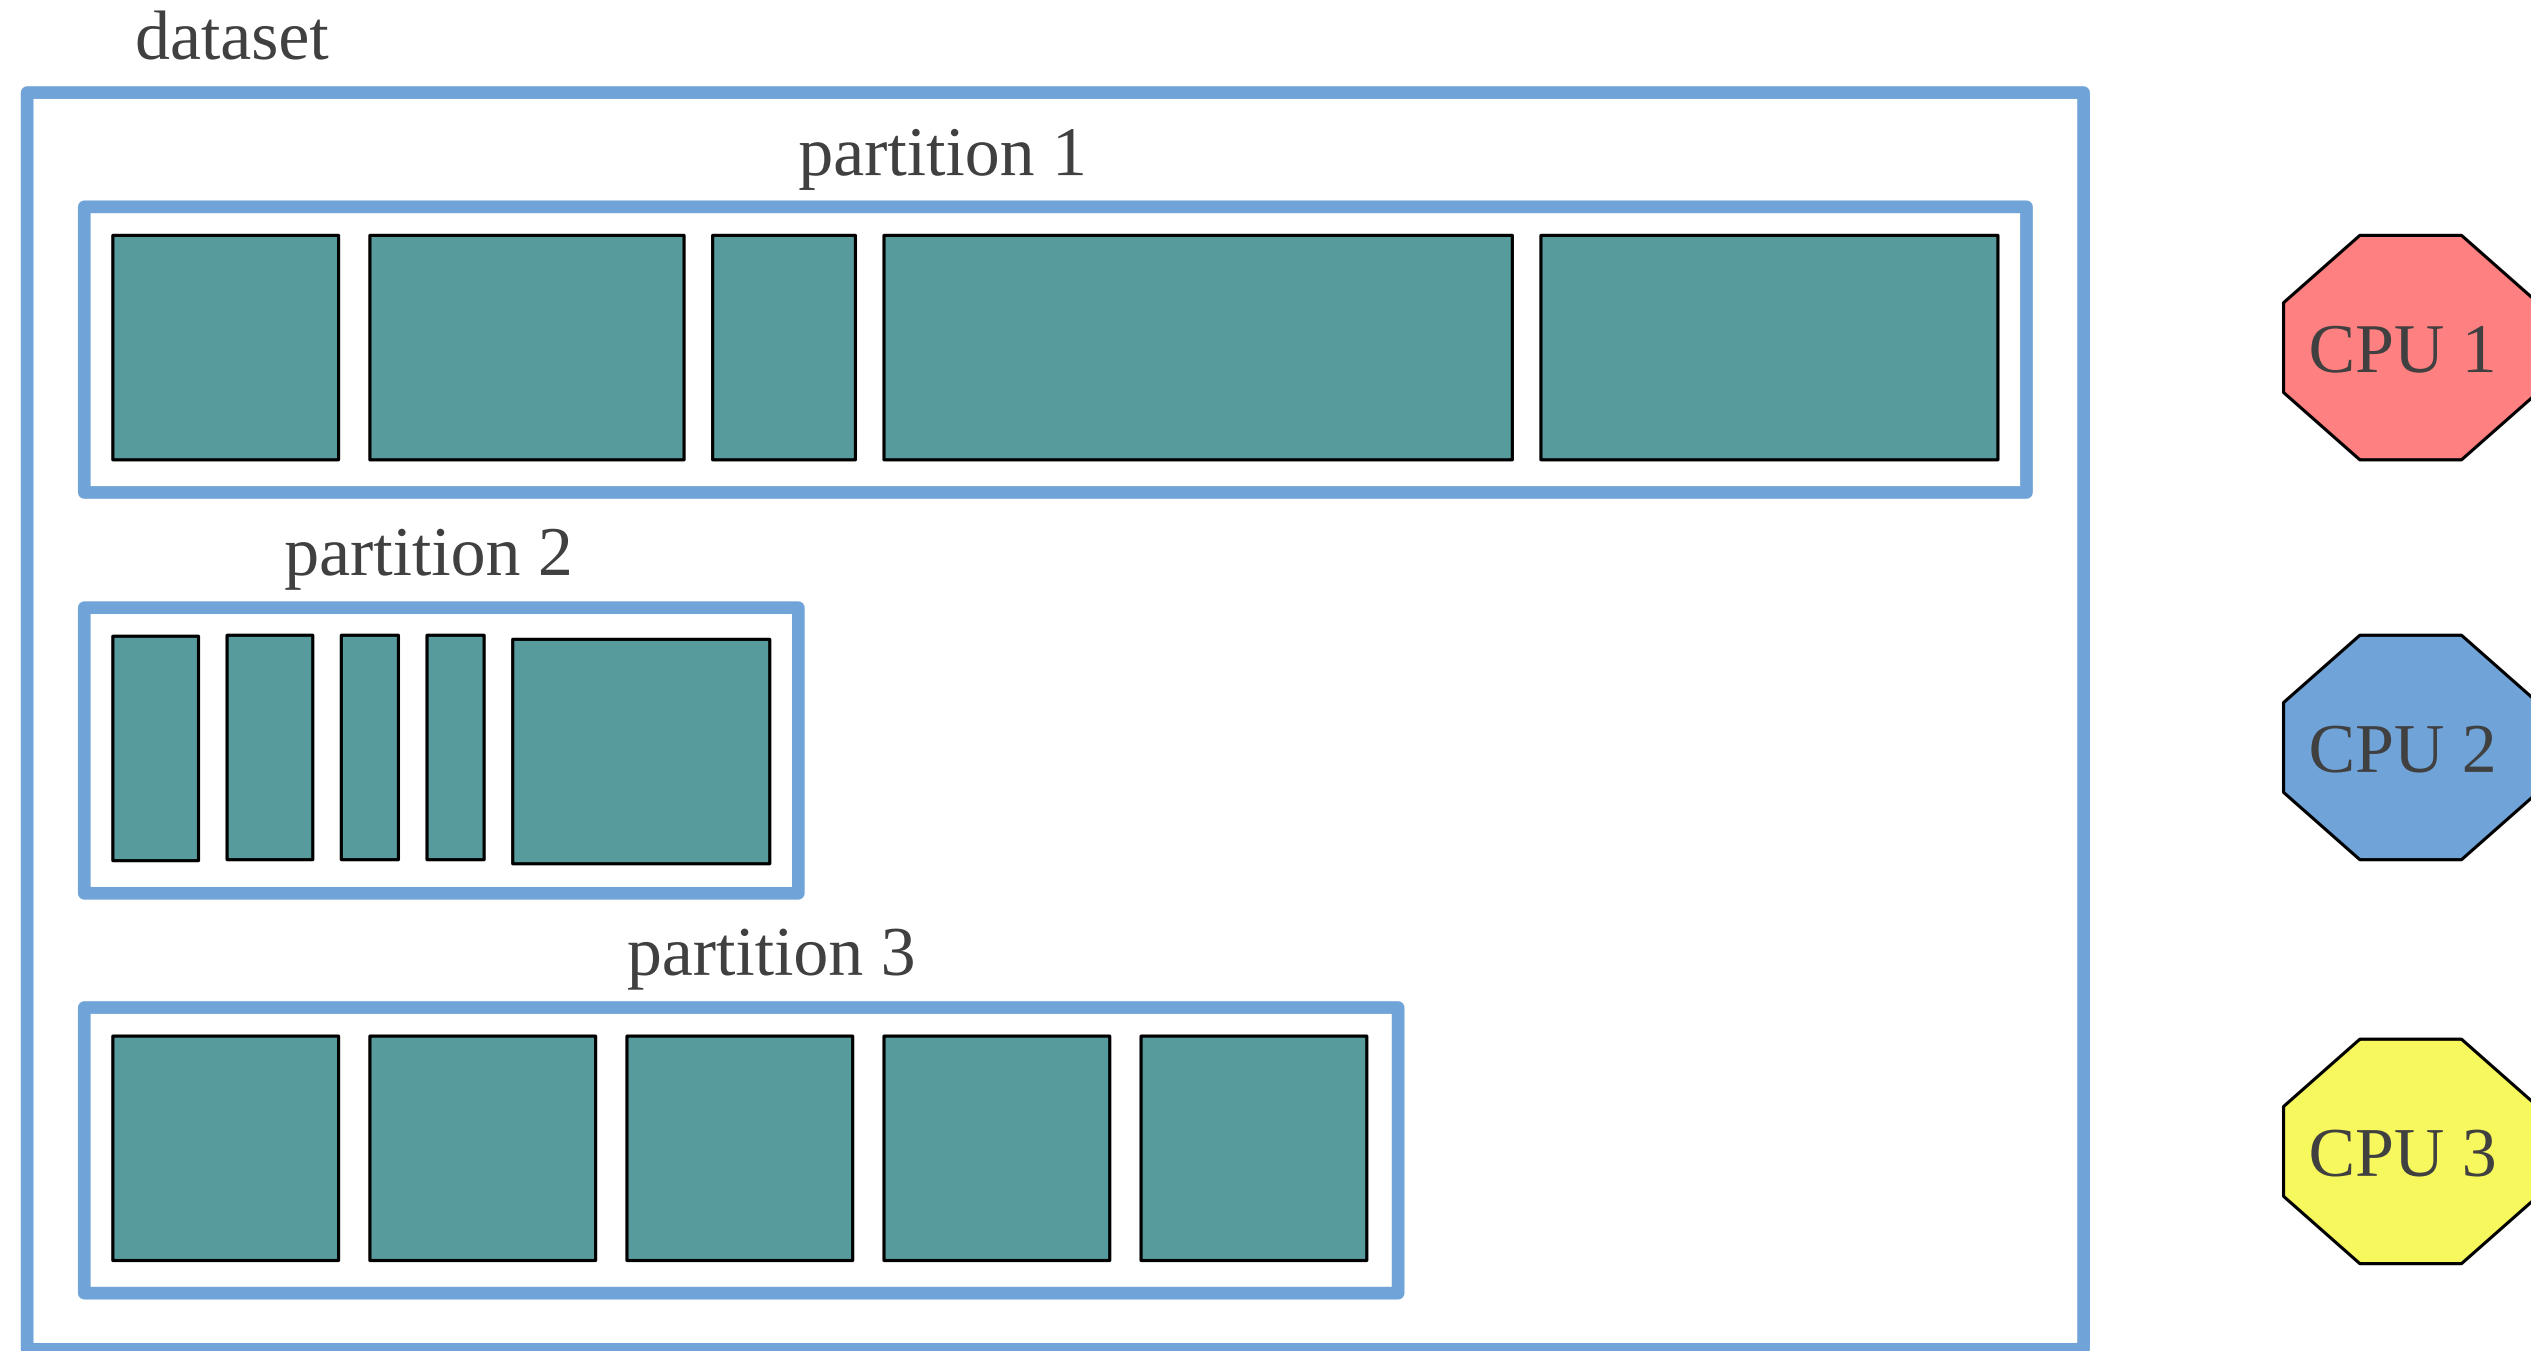 dataset
partition 1
CPU 1
partition 2
CPU 2
partition 3
CPU 3